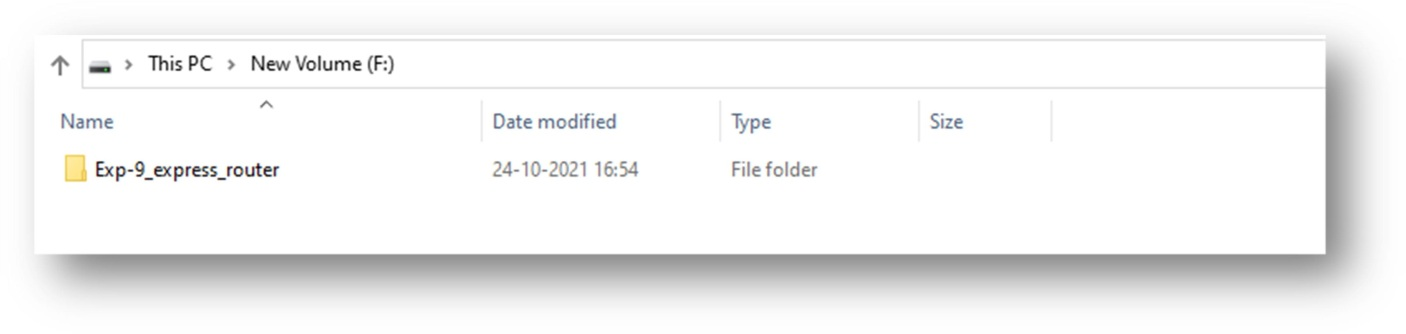 This PC > New Volume (F:)
Name Date modified Type Size
Exp-9_express_router 24-10-2021 16:54 File folder